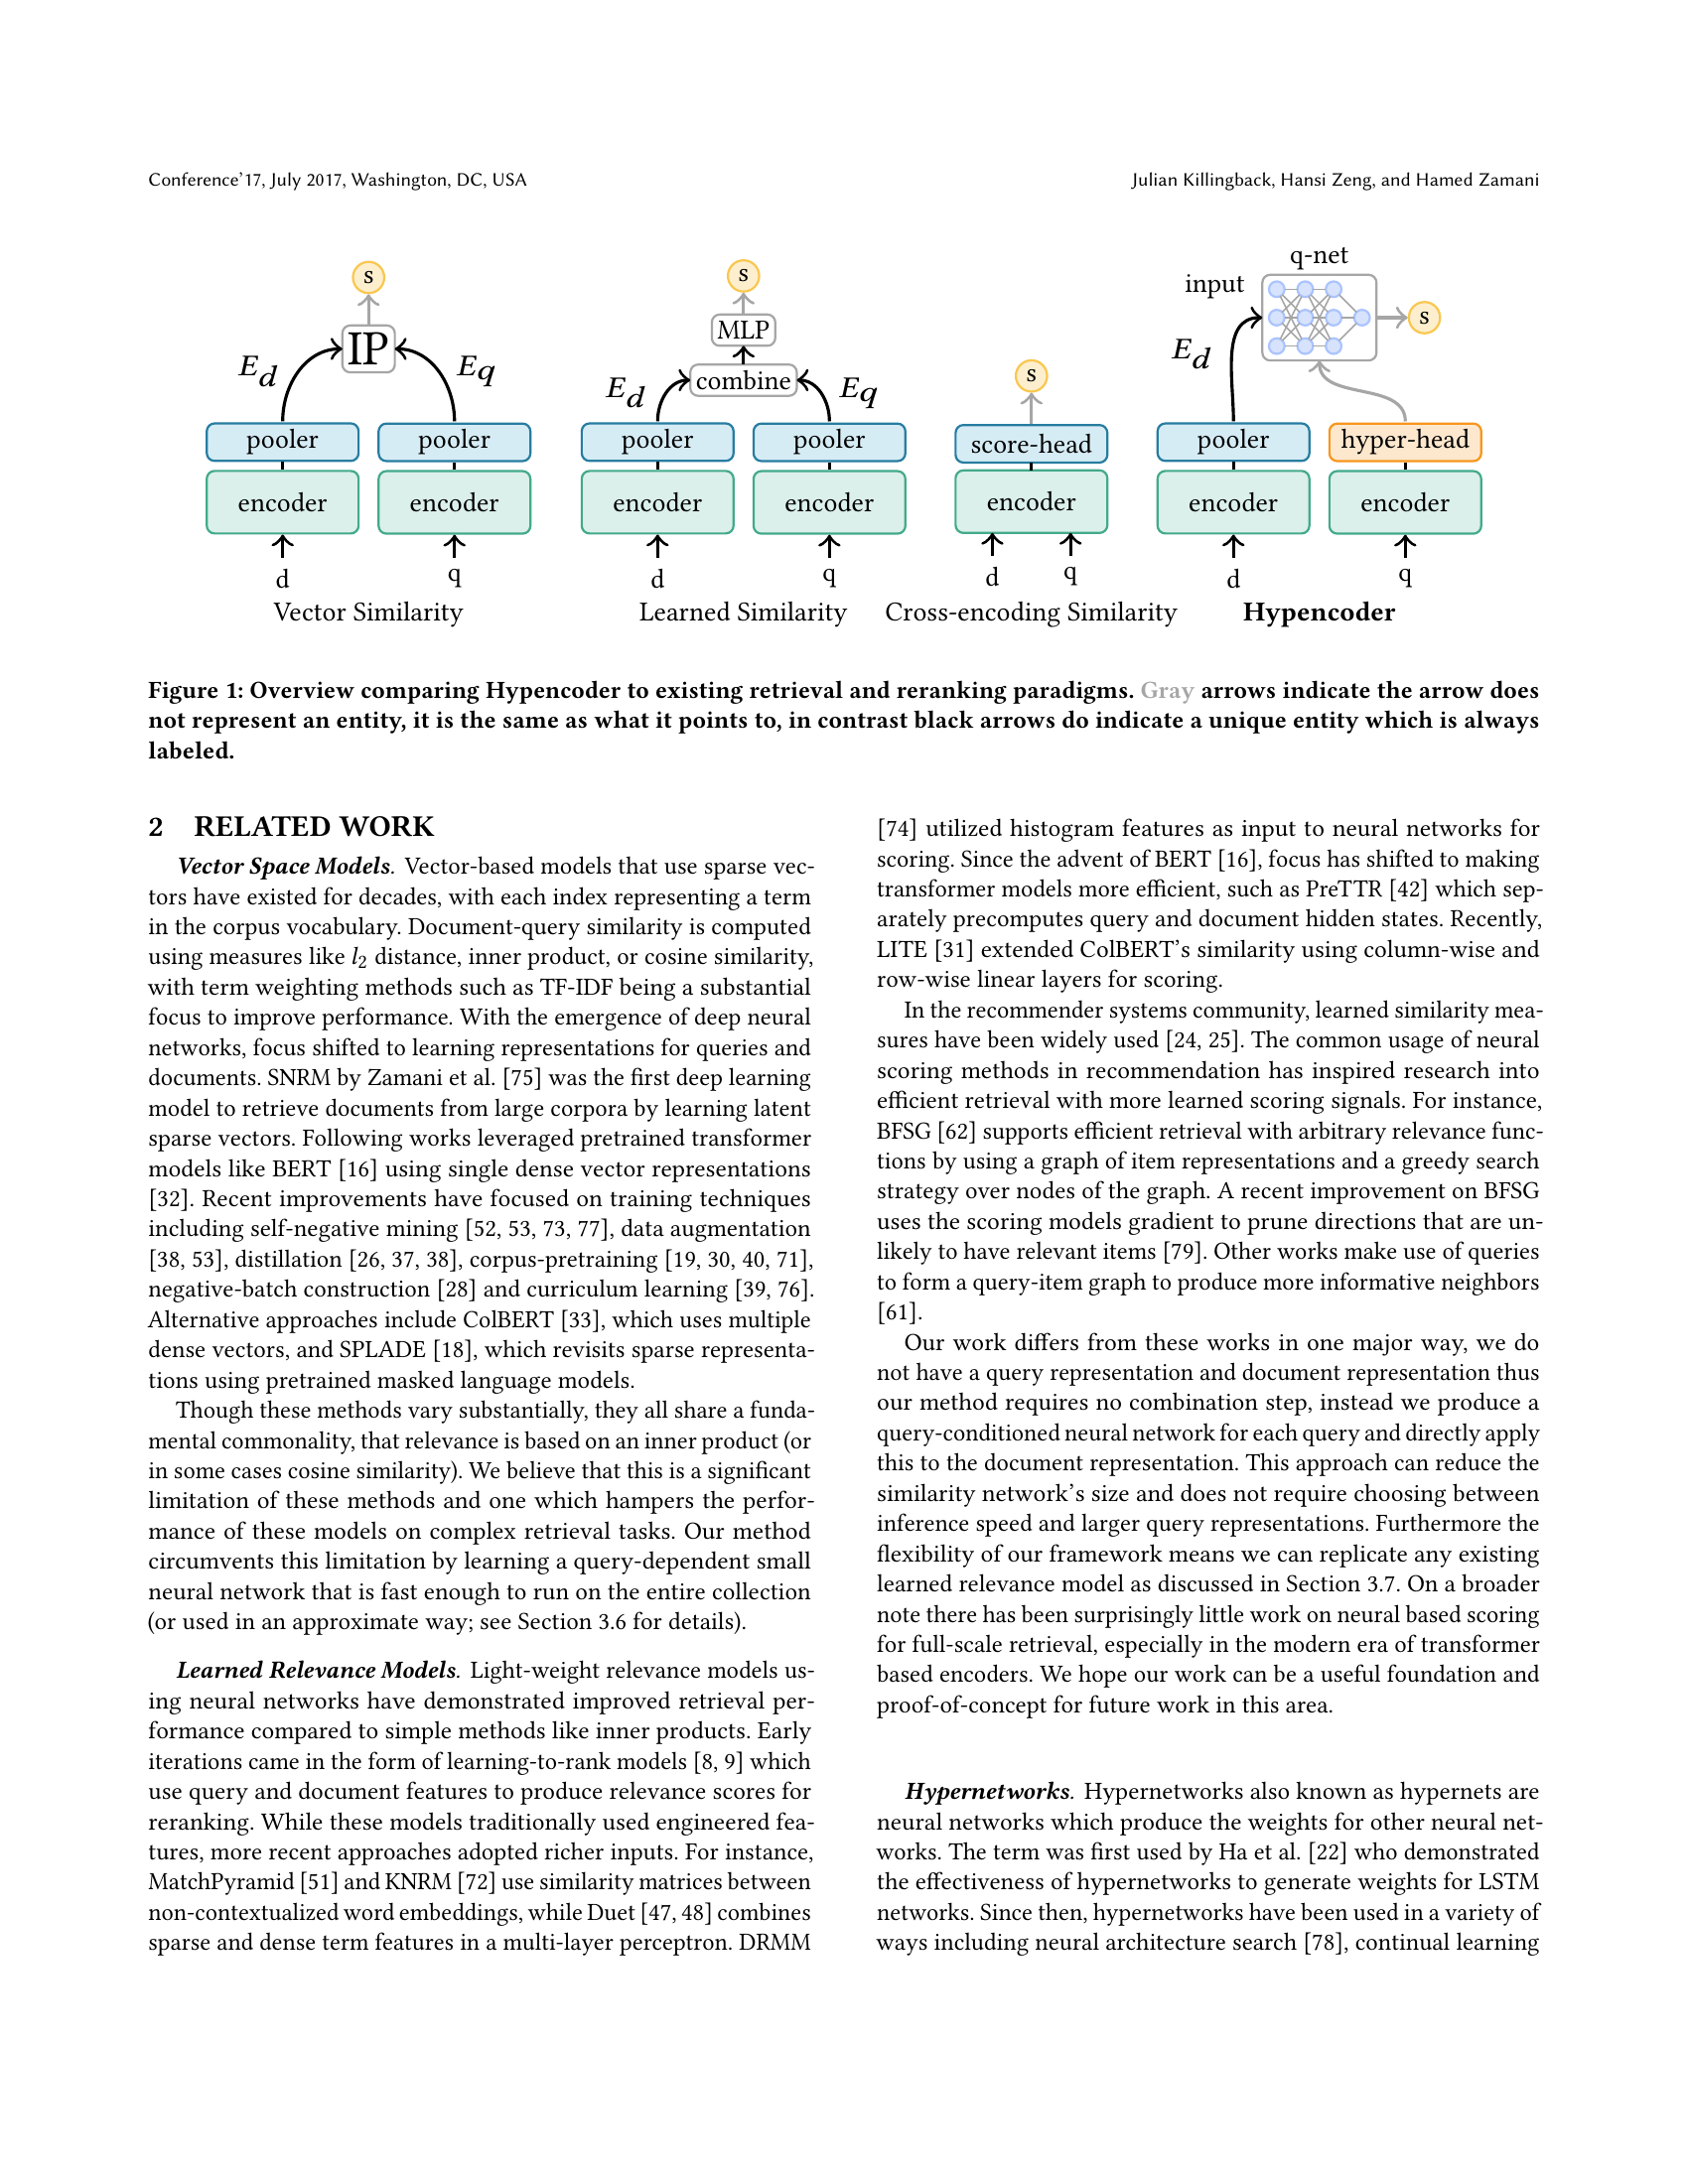 Conference'17, July 2017, Washington, DC, USA
Julian Killingback, Hansi Zeng, and Hamed Zamani
s
IP
E_d
E_q
pooler
pooler
encoder
encoder
d
q
Vector Similarity
s
MLP
combine
E_d
E_q
pooler
pooler
encoder
encoder
d
q
Learned Similarity
s
score-head
encoder
d
q
Cross-encoding Similarity
q-net
input
s
E_d
pooler
hyper-head
encoder
encoder
d
q
Hypencoder
Figure 1: Overview comparing Hypencoder to existing retrieval and reranking paradigms. Gray arrows indicate the arrow does
not represent an entity, it is the same as what it points to, in contrast black arrows do indicate a unique entity which is always
labeled.
2 RELATED WORK
Vector Space Models. Vector-based models that use sparse vec-
tors have existed for decades, with each index representing a term
in the corpus vocabulary. Document-query similarity is computed
using measures like l2 distance, inner product, or cosine similarity,
with term weighting methods such as TF-IDF being a substantial
focus to improve performance. With the emergence of deep neural
networks, focus shifted to learning representations for queries and
documents. SNRM by Zamani et al. [75] was the first deep learning
model to retrieve documents from large corpora by learning latent
sparse vectors. Following works leveraged pretrained transformer
models like BERT [16] using single dense vector representations
[32]. Recent improvements have focused on training techniques
including self-negative mining [52, 53, 73, 77], data augmentation
[38, 53], distillation [26, 37, 38], corpus-pretraining [19, 30, 40, 71],
negative-batch construction [28] and curriculum learning [39, 76].
Alternative approaches include ColBERT [33], which uses multiple
dense vectors, and SPLADE [18], which revisits sparse representa-
tions using pretrained masked language models.
Though these methods vary substantially, they all share a funda-
mental commonality, that relevance is based on an inner product (or
in some cases cosine similarity). We believe that this is a significant
limitation of these methods and one which hampers the perfor-
mance of these models on complex retrieval tasks. Our method
circumvents this limitation by learning a query-dependent small
neural network that is fast enough to run on the entire collection
(or used in an approximate way; see Section 3.6 for details).
Learned Relevance Models. Light-weight relevance models us-
ing neural networks have demonstrated improved retrieval per-
formance compared to simple methods like inner products. Early
iterations came in the form of learning-to-rank models [8, 9] which
use query and document features to produce relevance scores for
reranking. While these models traditionally used engineered fea-
tures, more recent approaches adopted richer inputs. For instance,
MatchPyramid [51] and KNRM [72] use similarity matrices between
non-contextualized word embeddings, while Duet [47, 48] combines
sparse and dense term features in a multi-layer perceptron. DRMM
[74] utilized histogram features as input to neural networks for
scoring. Since the advent of BERT [16], focus has shifted to making
transformer models more efficient, such as PreTTR [42] which sep-
arately precomputes query and document hidden states. Recently,
LITE [31] extended ColBERT's similarity using column-wise and
row-wise linear layers for scoring.
In the recommender systems community, learned similarity mea-
sures have been widely used [24, 25]. The common usage of neural
scoring methods in recommendation has inspired research into
efficient retrieval with more learned scoring signals. For instance,
BFSG [62] supports efficient retrieval with arbitrary relevance func-
tions by using a graph of item representations and a greedy search
strategy over nodes of the graph. A recent improvement on BFSG
uses the scoring models gradient to prune directions that are un-
likely to have relevant items [79]. Other works make use of queries
to form a query-item graph to produce more informative neighbors
[61].
Our work differs from these works in one major way, we do
not have a query representation and document representation thus
our method requires no combination step, instead we produce a
query-conditioned neural network for each query and directly apply
this to the document representation. This approach can reduce the
similarity network's size and does not require choosing between
inference speed and larger query representations. Furthermore the
flexibility of our framework means we can replicate any existing
learned relevance model as discussed in Section 3.7. On a broader
note there has been surprisingly little work on neural based scoring
for full-scale retrieval, especially in the modern era of transformer
based encoders. We hope our work can be a useful foundation and
proof-of-concept for future work in this area.
Hypernetworks. Hypernetworks also known as hypernets are
neural networks which produce the weights for other neural net-
works. The term was first used by Ha et al. [22] who demonstrated
the effectiveness of hypernetworks to generate weights for LSTM
networks. Since then, hypernetworks have been used in a variety of
ways including neural architecture search [78], continual learning